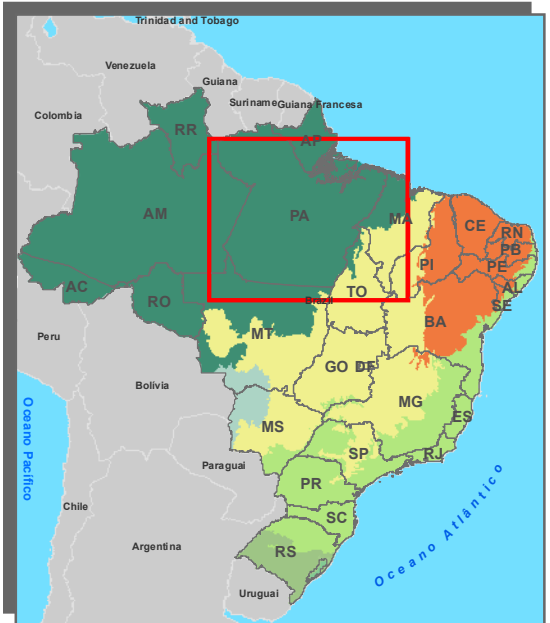 Trinidad and Tobago
Venezuela
Guiana
Colombia
Suriname
Guiana Francesa
RR
AP
AM
PA
MA
CE
RN
PB
PI
PE
AC
AL
RO
Brazil
TO
SE
BA
MT
Peru
GO
DF
Bolivia
MG
Oceano Pacífico
MS
ES
SP
RJ
Paraguai
PR
Chile
SC
Oceano Atlântico
Argentina
RS
Uruguai